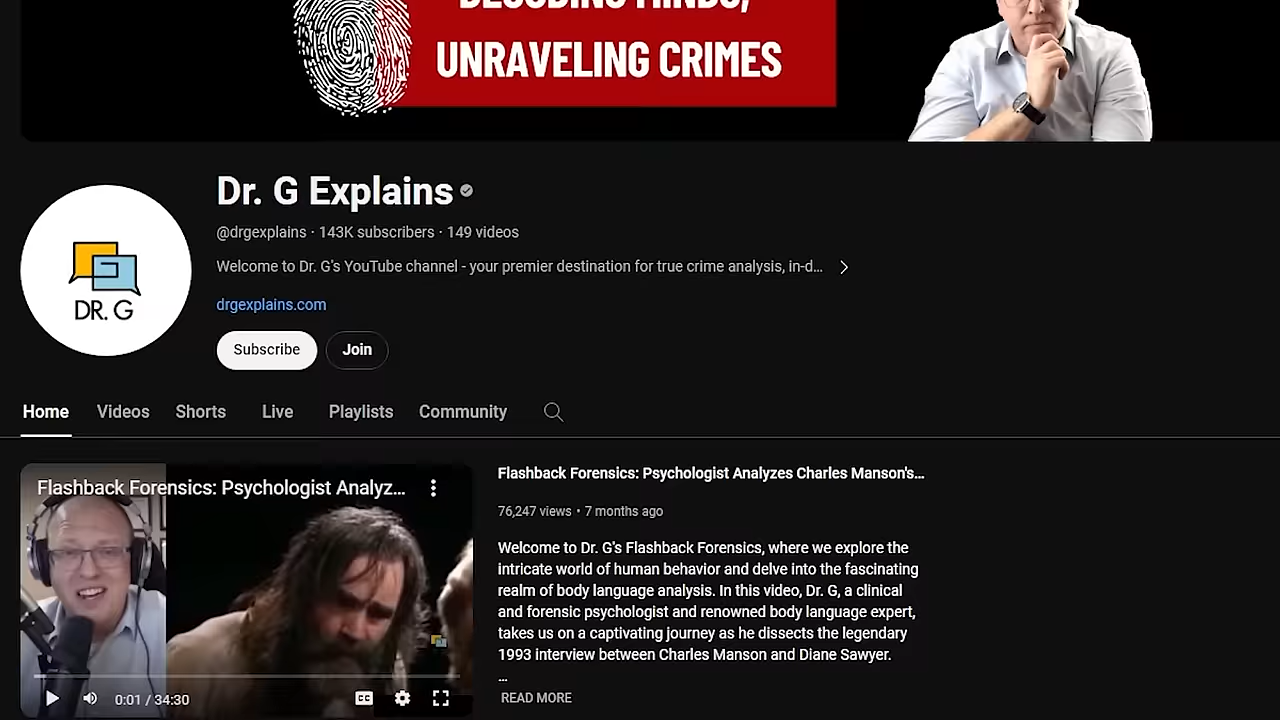 DECODING MINDS,
UNRAVELING CRIMES
DR. G
Dr. G Explains
@drgexplains · 143K subscribers · 149 videos
Welcome to Dr. G's YouTube channel - your premier destination for true crime analysis, in-d...
drgexplains.com
Subscribe
Join
Home
Videos
Shorts
Live
Playlists
Community
Flashback Forensics: Psychologist Analyz...
CC
0:01 / 34:30
Flashback Forensics: Psychologist Analyzes Charles Manson's...
76,247 views • 7 months ago
Welcome to Dr. G's Flashback Forensics, where we explore the
intricate world of human behavior and delve into the fascinating
realm of body language analysis. In this video, Dr. G, a clinical
and forensic psychologist and renowned body language expert,
takes us on a captivating journey as he dissects the legendary
1993 interview between Charles Manson and Diane Sawyer.
...
READ MORE